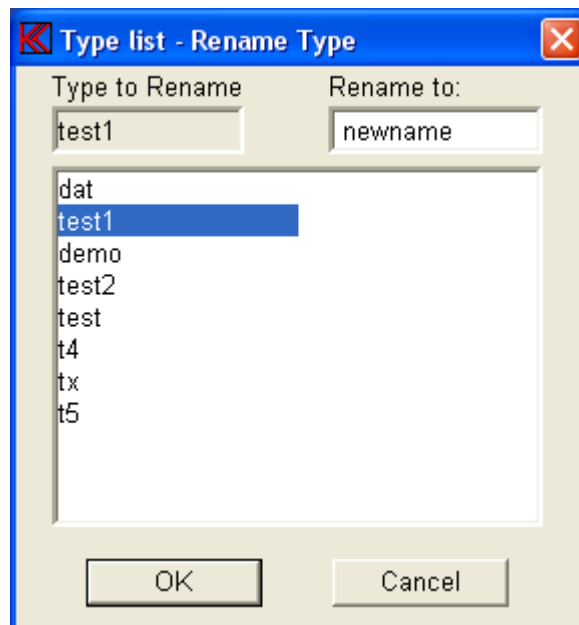 Type list - Rename Type
Type to Rename Rename to:
test1 newname
dat
test1
demo
test2
test
t4
tx
t5
OK Cancel